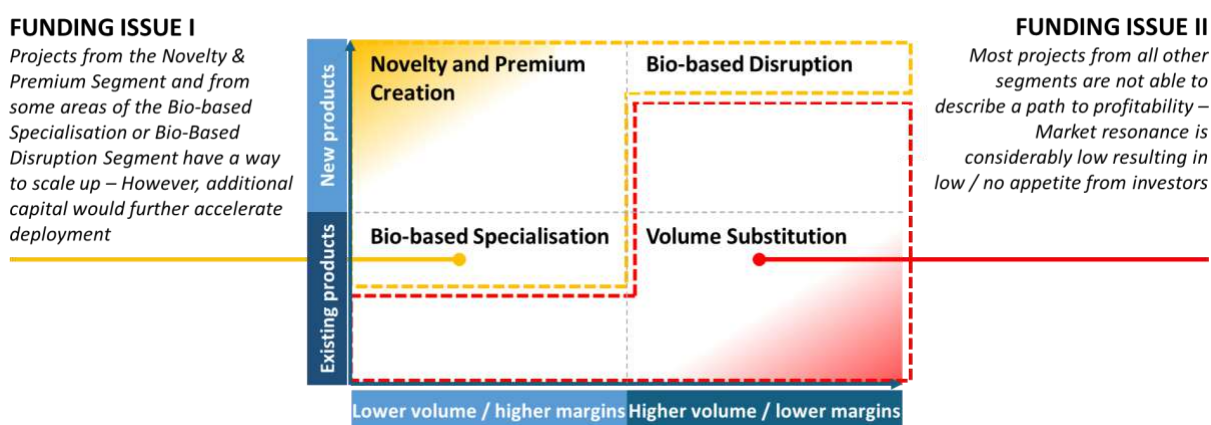 FUNDING ISSUE I
Projects from the Novelty &
Premium Segment and from
some areas of the Bio-based
Specialisation or Bio-Based
Disruption Segment have a way
to scale up – However, additional
capital would further accelerate
deployment
New products
Existing products
Novelty and Premium
Creation
Bio-based Disruption
Bio-based Specialisation
Volume Substitution
Lower volume / higher margins
Higher volume / lower margins
FUNDING ISSUE II
Most projects from all other
segments are not able to
describe a path to profitability –
Market resonance is
considerably low resulting in
low / no appetite from investors